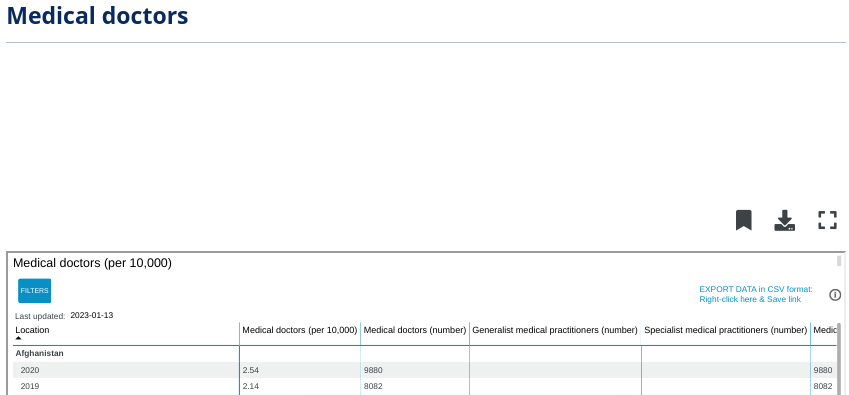 Medical doctors
Medical doctors (per 10,000)
FILTERS
EXPORT DATA in CSV format:
Right-click here & Save link
Last updated: 2023-01-13
Location Medical doctors (per 10,000) Medical doctors (number) Generalist medical practitioners (number) Specialist medical practitioners (number) Medic
Afghanistan
2020 2.54 9880 9880
2019 2.14 8082 8082